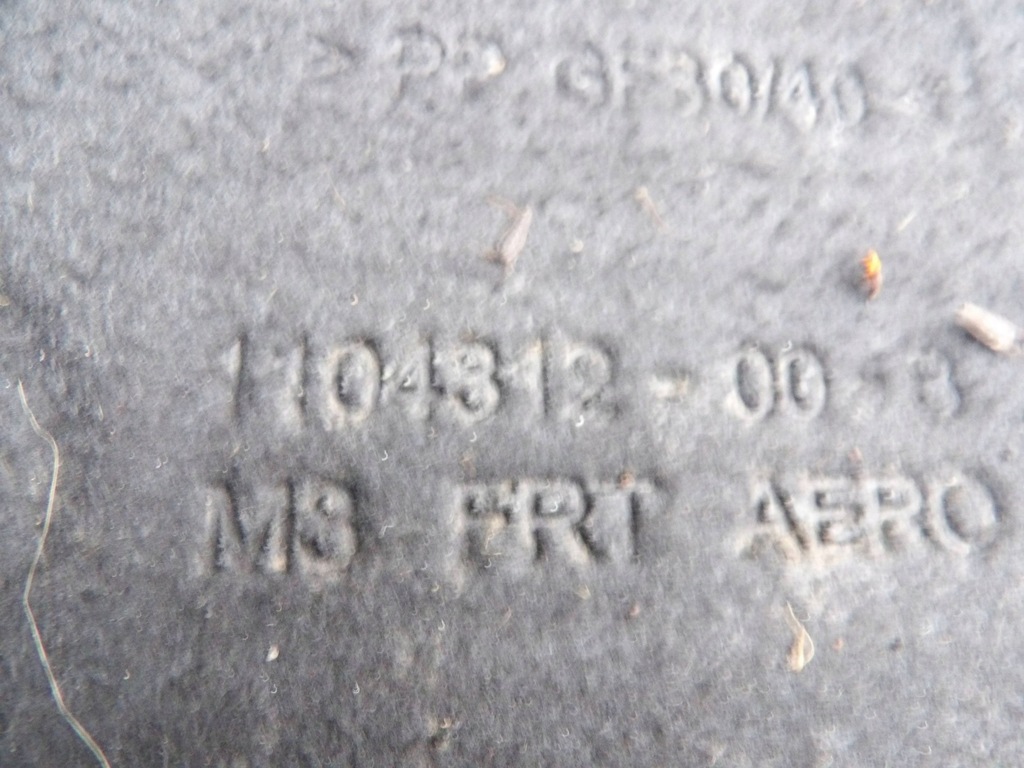 > PP GF30/40 <
1104312-00-B
MS FRT AERO